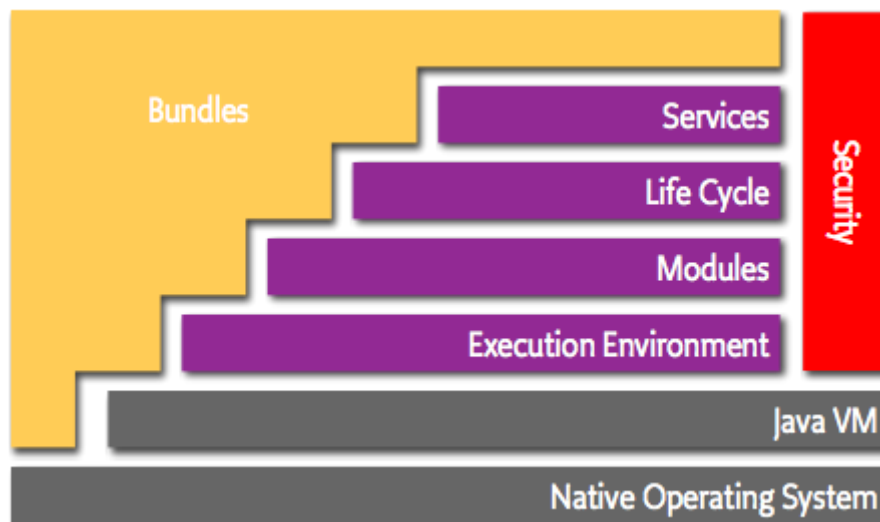 Bundles
Services
Life Cycle
Modules
Execution Environment
Security
Java VM
Native Operating System